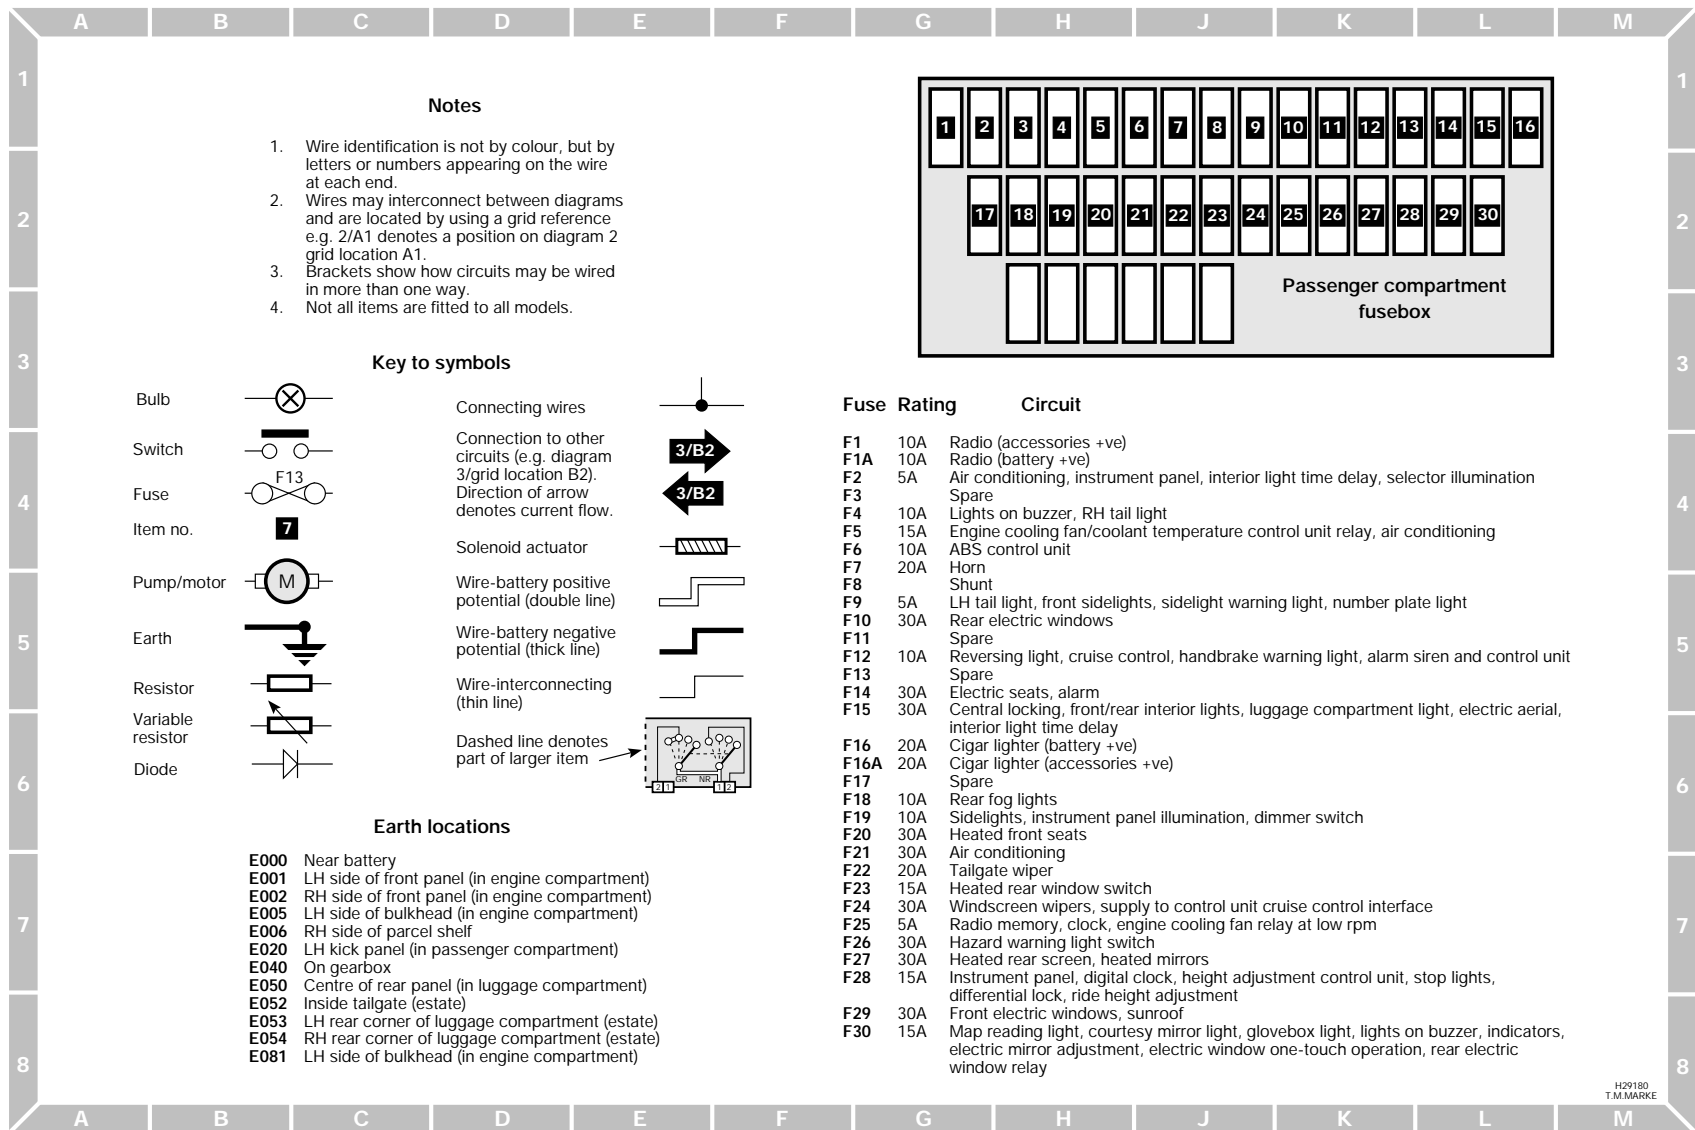 A B C D E F G H J K L M
1
1
Notes
1. Wire identification is not by colour, but by
letters or numbers appearing on the wire
at each end.
2. Wires may interconnect between diagrams
and are located by using a grid reference
e.g. 2/A1 denotes a position on diagram 2
grid location A1.
3. Brackets show how circuits may be wired
in more than one way.
4. Not all items are fitted to all models.
1 2 3 4 5 6 7 8 9 10 11 12 13 14 15 16
17 18 19 20 21 22 23 24 25 26 27 28 29 30
Passenger compartment
fusebox
2
2
3
3
Key to symbols
Bulb
Switch
F13
Fuse
Item no. 7
Pump/motor M
Earth
Resistor
Variable
resistor
Diode
Connecting wires
Connection to other
circuits (e.g. diagram
3/grid location B2).
Direction of arrow
denotes current flow.
3/B2
3/B2
Solenoid actuator
Wire-battery positive
potential (double line)
Wire-battery negative
potential (thick line)
Wire-interconnecting
(thin line)
Dashed line denotes
part of larger item
GR NR
2 1 1 2
4
4
5
5
6
6
Earth locations
E000 Near battery
E001 LH side of front panel (in engine compartment)
E002 RH side of front panel (in engine compartment)
E005 LH side of bulkhead (in engine compartment)
E006 RH side of parcel shelf
E020 LH kick panel (in passenger compartment)
E040 On gearbox
E050 Centre of rear panel (in luggage compartment)
E052 Inside tailgate (estate)
E053 LH rear corner of luggage compartment (estate)
E054 RH rear corner of luggage compartment (estate)
E081 LH side of bulkhead (in engine compartment)
Fuse Rating Circuit
F1 10A Radio (accessories +ve)
F1A 10A Radio (battery +ve)
F2 5A Air conditioning, instrument panel, interior light time delay, selector illumination
F3 Spare
F4 10A Lights on buzzer, RH tail light
F5 15A Engine cooling fan/coolant temperature control unit relay, air conditioning
F6 10A ABS control unit
F7 20A Horn
F8 Shunt
F9 5A LH tail light, front sidelights, sidelight warning light, number plate light
F10 30A Rear electric windows
F11 Spare
F12 10A Reversing light, cruise control, handbrake warning light, alarm siren and control unit
F13 Spare
F14 30A Electric seats, alarm
F15 30A Central locking, front/rear interior lights, luggage compartment light, electric aerial,
interior light time delay
F16 20A Cigar lighter (battery +ve)
F16A 20A Cigar lighter (accessories +ve)
F17 Spare
F18 10A Rear fog lights
F19 10A Sidelights, instrument panel illumination, dimmer switch
F20 30A Heated front seats
F21 30A Air conditioning
F22 20A Tailgate wiper
F23 15A Heated rear window switch
F24 30A Windscreen wipers, supply to control unit cruise control interface
F25 5A Radio memory, clock, engine cooling fan relay at low rpm
F26 30A Hazard warning light switch
F27 30A Heated rear screen, heated mirrors
F28 15A Instrument panel, digital clock, height adjustment control unit, stop lights,
differential lock, ride height adjustment
F29 30A Front electric windows, sunroof
F30 15A Map reading light, courtesy mirror light, glovebox light, lights on buzzer, indicators,
electric mirror adjustment, electric window one-touch operation, rear electric
window relay
7
7
8
8
H29180
T.M.MARKE
A B C D E F G H J K L M